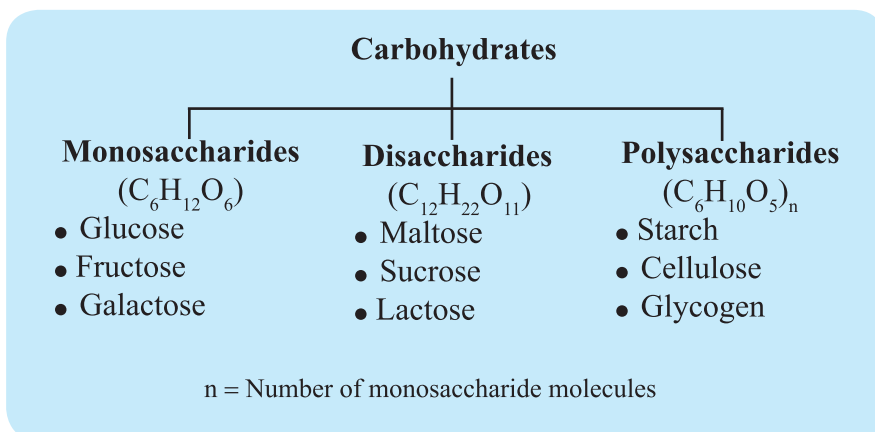 Carbohydrates
Monosaccharides
(C₆H₁₂O₆)
• Glucose
• Fructose
• Galactose
Disaccharides
(C₁₂H₂₂O₁₁)
• Maltose
• Sucrose
• Lactose
Polysaccharides
(C₆H₁₀O₅)ₙ
• Starch
• Cellulose
• Glycogen
n = Number of monosaccharide molecules